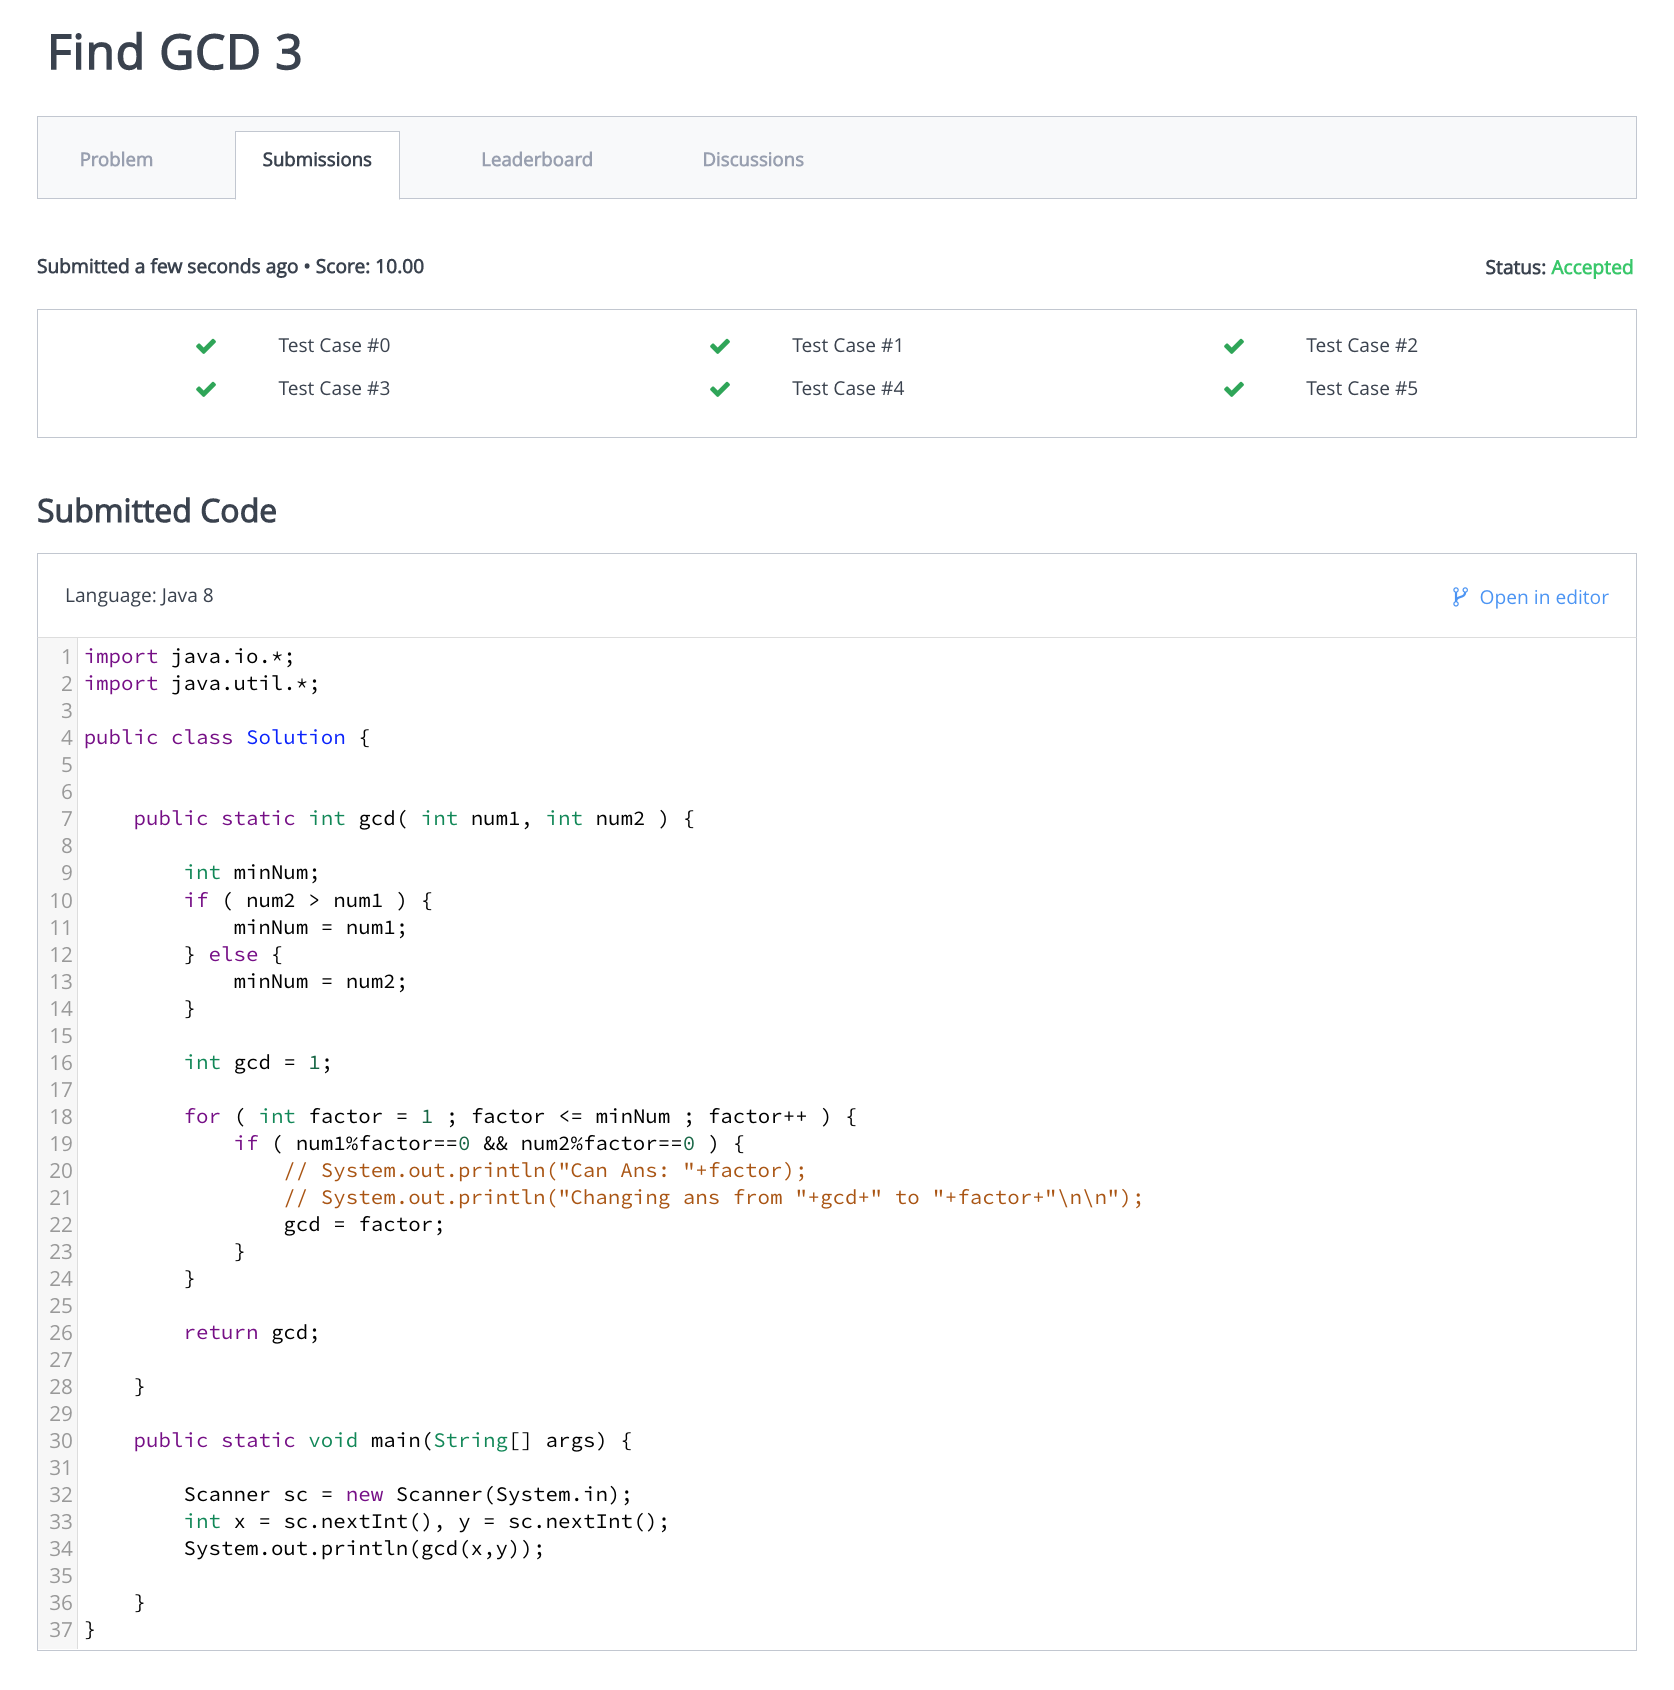 Find GCD 3
Problem Submissions Leaderboard Discussions
Submitted a few seconds ago • Score: 10.00 Status: Accepted
Test Case #0 Test Case #1 Test Case #2
Test Case #3 Test Case #4 Test Case #5
Submitted Code
Language: Java 8 Open in editor
1 import java.io.*;
2 import java.util.*;
3
4 public class Solution {
5
6
7     public static int gcd( int num1, int num2 ) {
8
9         int minNum;
10         if ( num2 > num1 ) {
11             minNum = num1;
12         } else {
13             minNum = num2;
14         }
15
16         int gcd = 1;
17
18         for ( int factor = 1 ; factor <= minNum ; factor++ ) {
19             if ( num1%factor==0 && num2%factor==0 ) {
20                 // System.out.println("Can Ans: "+factor);
21                 // System.out.println("Changing ans from "+gcd+" to "+factor+"\n\n");
22                 gcd = factor;
23             }
24         }
25
26         return gcd;
27
28     }
29
30     public static void main(String[] args) {
31
32         Scanner sc = new Scanner(System.in);
33         int x = sc.nextInt(), y = sc.nextInt();
34         System.out.println(gcd(x,y));
35
36     }
37 }